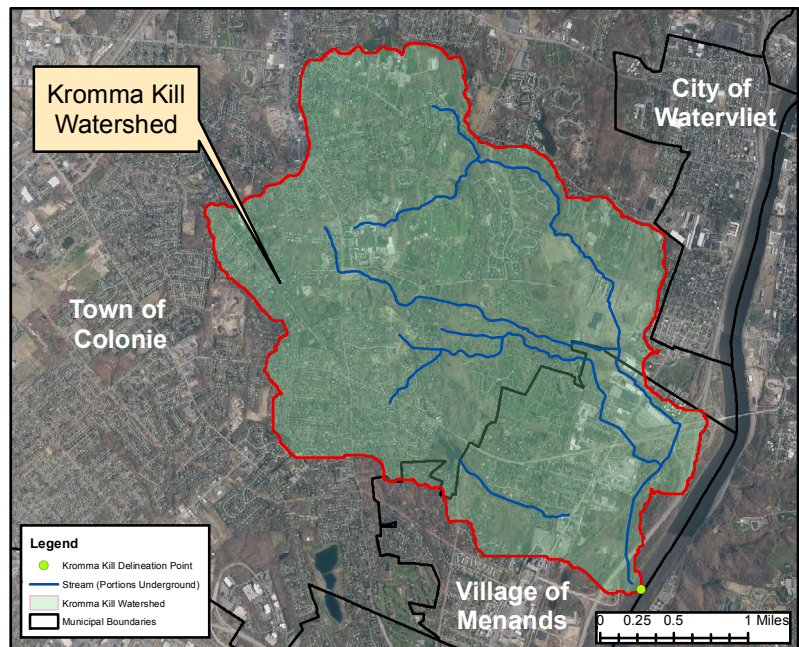 Kromma Kill
Watershed
City of
Watervliet
Town of
Colonie
Village of
Menands
Legend
Kromma Kill Delineation Point
Stream (Portions Underground)
Kromma Kill Watershed
Municipal Boundaries
0 0.25 0.5 1 Miles